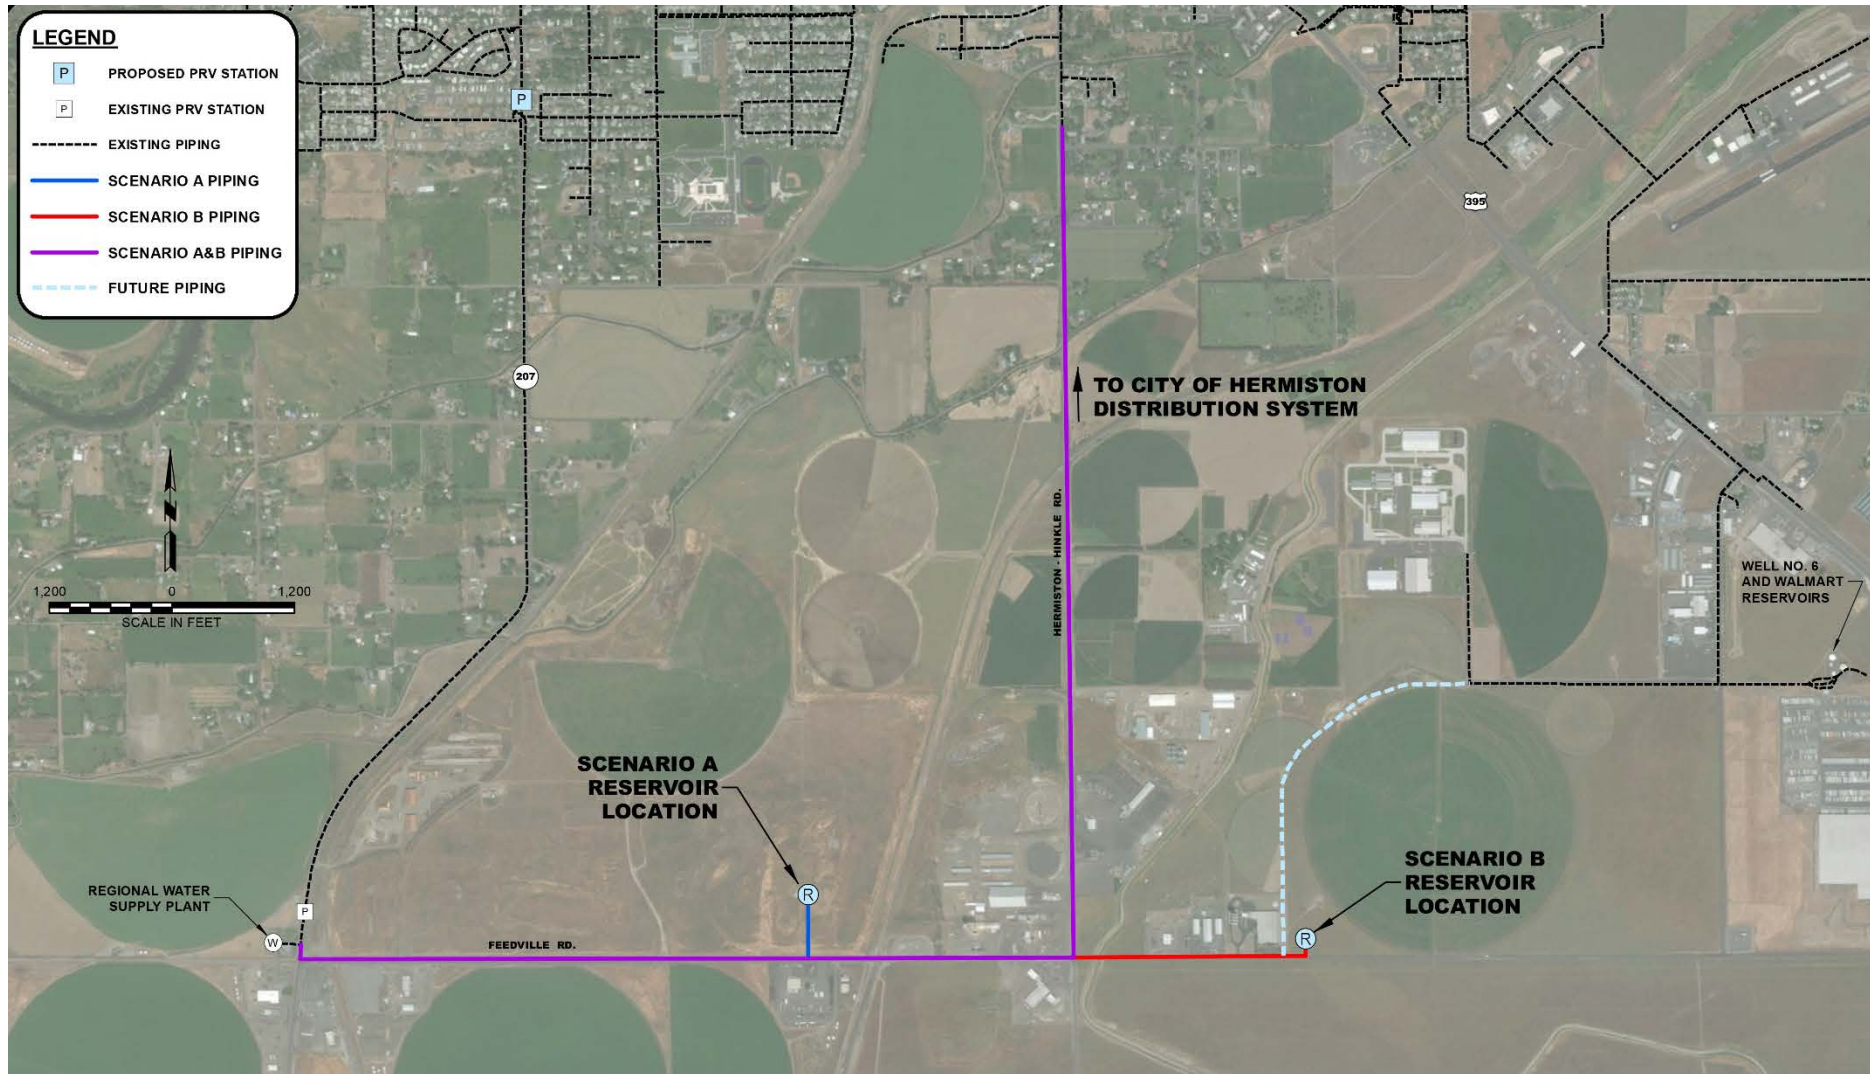 LEGEND
P PROPOSED PRV STATION
P EXISTING PRV STATION
EXISTING PIPING
SCENARIO A PIPING
SCENARIO B PIPING
SCENARIO A&B PIPING
FUTURE PIPING
P
395
207
TO CITY OF HERMISTON
DISTRIBUTION SYSTEM
N
1,200 0 1,200
SCALE IN FEET
HERMISTON - HINKLE RD.
WELL NO. 6
AND WALMART
RESERVOIRS
SCENARIO A
RESERVOIR
LOCATION
R
SCENARIO B
RESERVOIR
LOCATION
R
REGIONAL WATER
SUPPLY PLANT
P
W
FEEDVILLE RD.